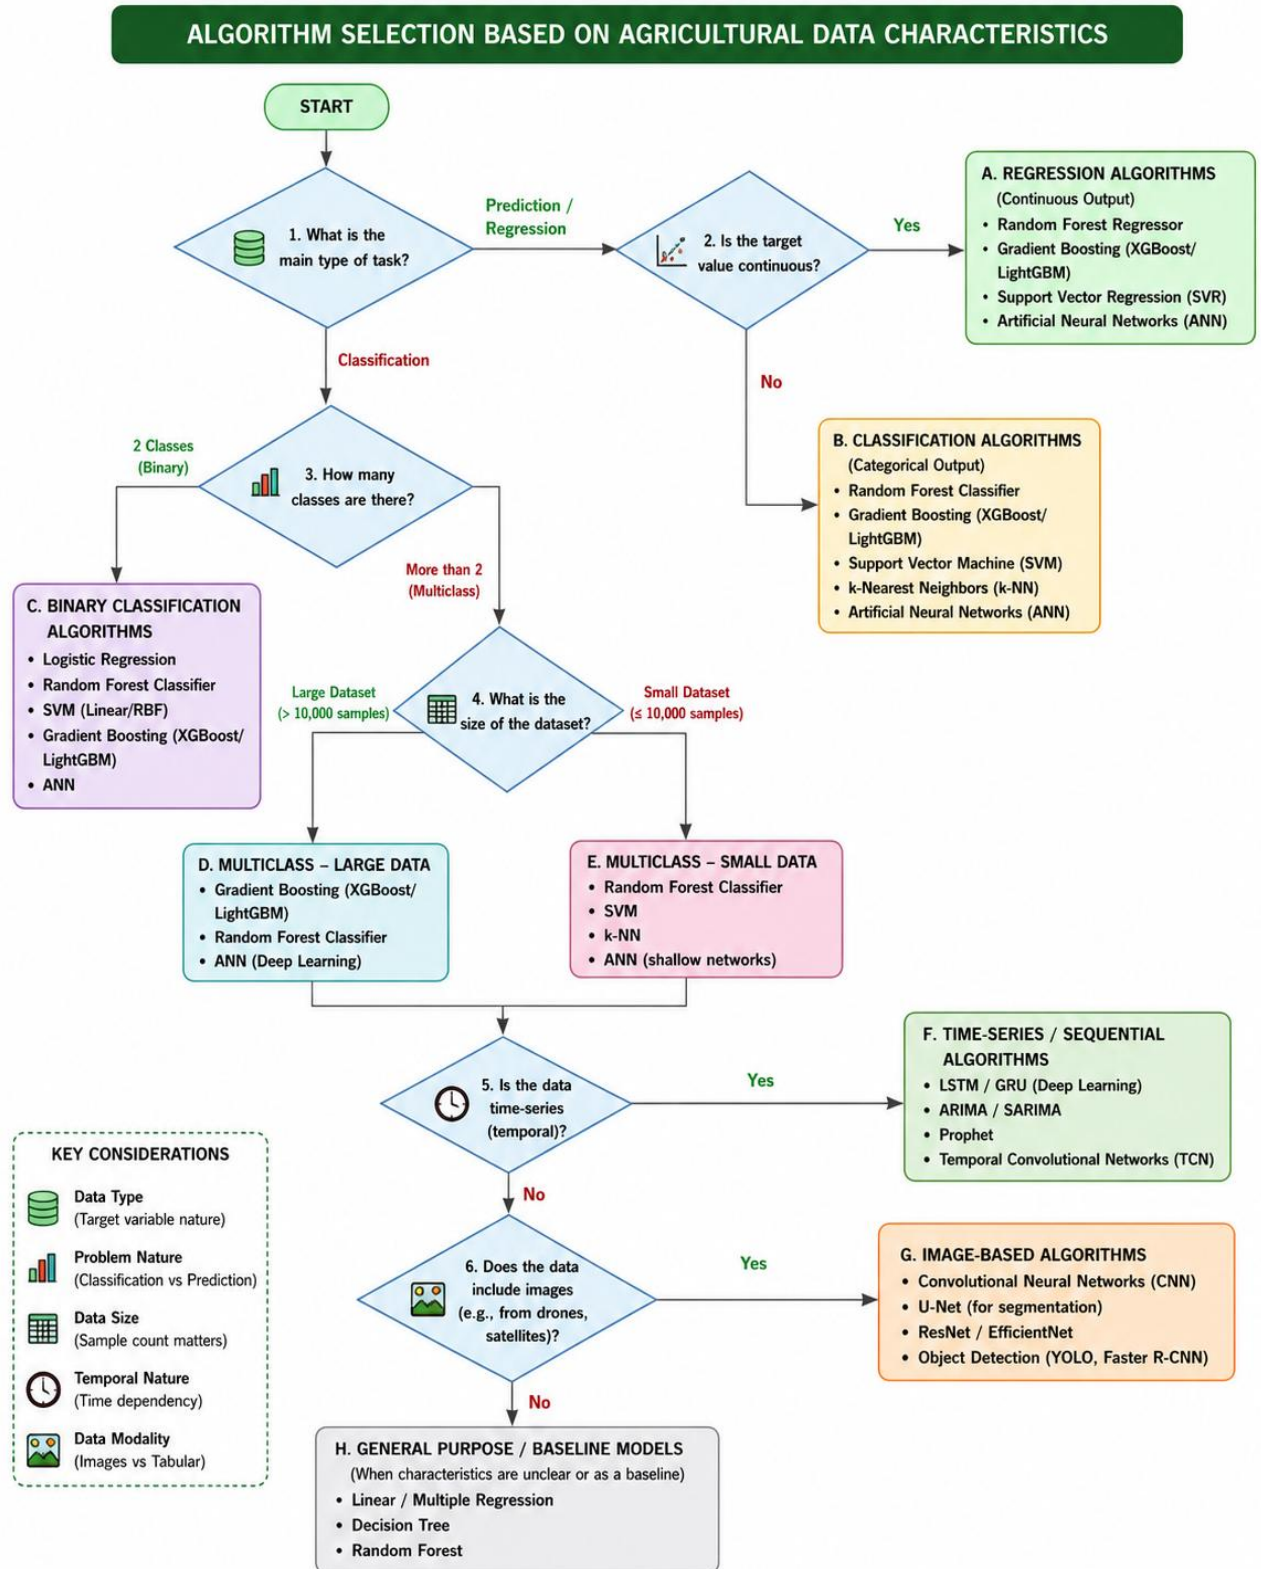 ALGORITHM SELECTION BASED ON AGRICULTURAL DATA CHARACTERISTICS
START
1. What is the
main type of task?
Prediction /
Regression
2. Is the target
value continuous?
Yes
A. REGRESSION ALGORITHMS
(Continuous Output)
• Random Forest Regressor
• Gradient Boosting (XGBoost/
LightGBM)
• Support Vector Regression (SVR)
• Artificial Neural Networks (ANN)
Classification
No
B. CLASSIFICATION ALGORITHMS
(Categorical Output)
• Random Forest Classifier
• Gradient Boosting (XGBoost/
LightGBM)
• Support Vector Machine (SVM)
• k-Nearest Neighbors (k-NN)
• Artificial Neural Networks (ANN)
2 Classes
(Binary)
3. How many
classes are there?
More than 2
(Multiclass)
C. BINARY CLASSIFICATION
ALGORITHMS
• Logistic Regression
• Random Forest Classifier
• SVM (Linear/RBF)
• Gradient Boosting (XGBoost/
LightGBM)
• ANN
Large Dataset
(> 10,000 samples)
4. What is the
size of the dataset?
Small Dataset
(≤ 10,000 samples)
D. MULTICLASS – LARGE DATA
• Gradient Boosting (XGBoost/
LightGBM)
• Random Forest Classifier
• ANN (Deep Learning)
E. MULTICLASS – SMALL DATA
• Random Forest Classifier
• SVM
• k-NN
• ANN (shallow networks)
5. Is the data
time-series
(temporal)?
Yes
F. TIME-SERIES / SEQUENTIAL
ALGORITHMS
• LSTM / GRU (Deep Learning)
• ARIMA / SARIMA
• Prophet
• Temporal Convolutional Networks (TCN)
No
6. Does the data
include images
(e.g., from drones,
satellites)?
Yes
G. IMAGE-BASED ALGORITHMS
• Convolutional Neural Networks (CNN)
• U-Net (for segmentation)
• ResNet / EfficientNet
• Object Detection (YOLO, Faster R-CNN)
No
H. GENERAL PURPOSE / BASELINE MODELS
(When characteristics are unclear or as a baseline)
• Linear / Multiple Regression
• Decision Tree
• Random Forest
KEY CONSIDERATIONS
Data Type
(Target variable nature)
Problem Nature
(Classification vs Prediction)
Data Size
(Sample count matters)
Temporal Nature
(Time dependency)
Data Modality
(Images vs Tabular)